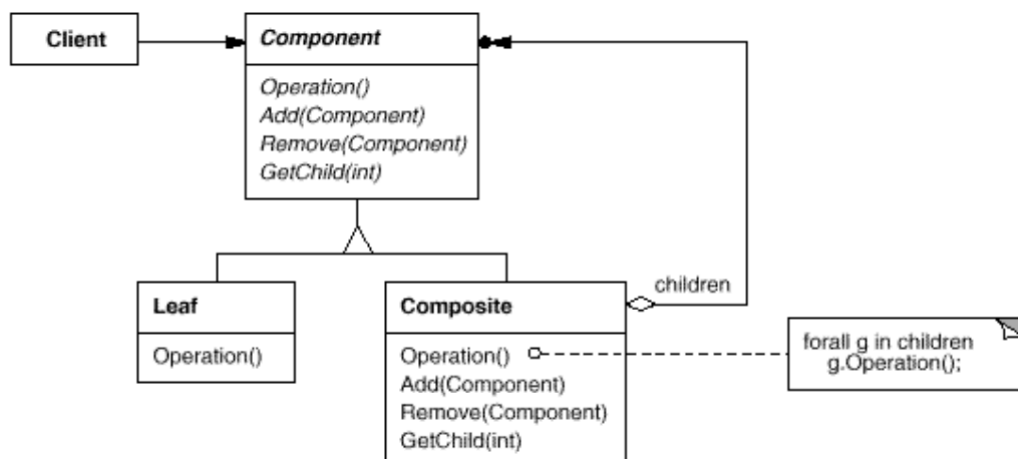 Client
Component
Operation()
Add(Component)
Remove(Component)
GetChild(int)
children
Leaf
Operation()
Composite
Operation()
Add(Component)
Remove(Component)
GetChild(int)
forall g in children
g.Operation();